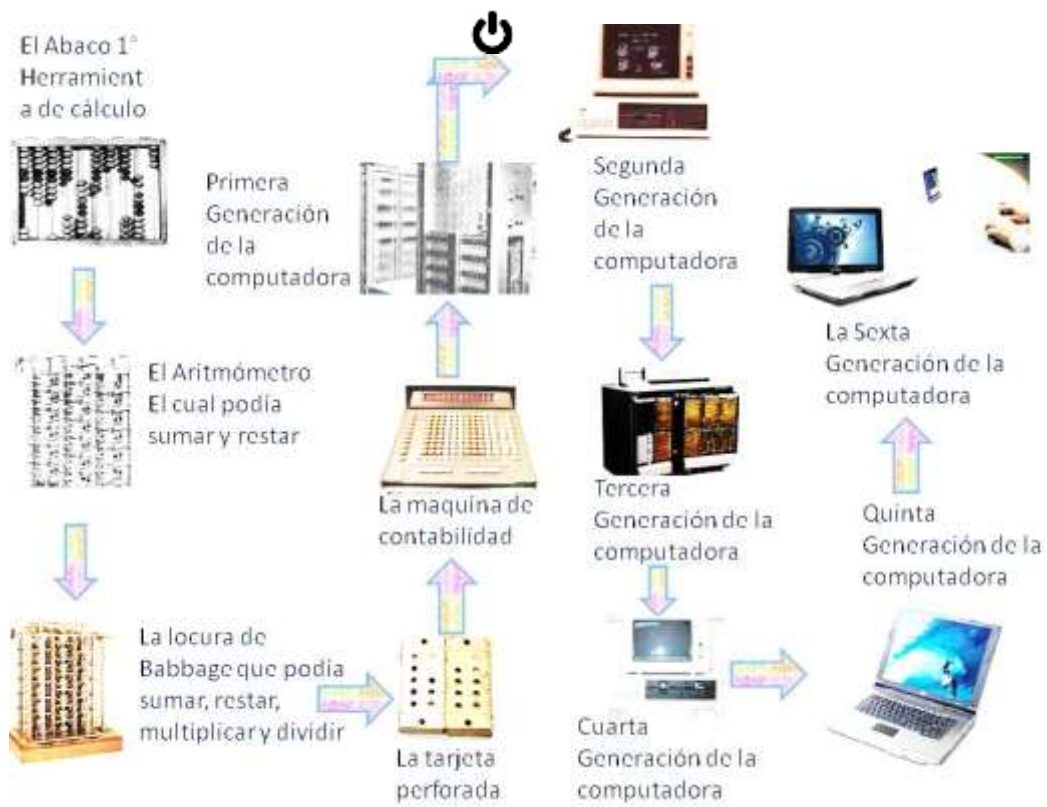 El Abaco 1°
Herramient
a de cálculo
El Aritmómetro
El cual podía
sumar y restar
La locura de
Babbage que podía
sumar, restar,
multiplicar y dividir
La tarjeta
perforada
La maquina de
contabilidad
Primera
Generación
de la
computadora
Segunda
Generación
de la
computadora
Tercera
Generación de la
computadora
Cuarta
Generación de la
computadora
Quinta
Generación de la
computadora
La Sexta
Generación de la
computadora